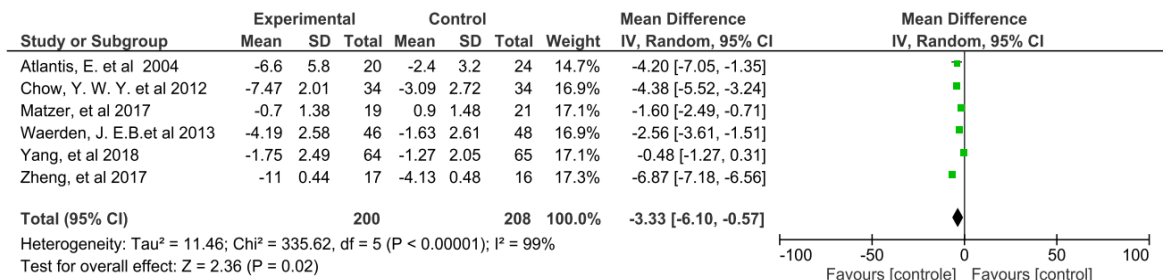 Experimental Control Mean Difference Mean Difference
Study or Subgroup Mean SD Total Mean SD Total Weight IV, Random, 95% CI IV, Random, 95% CI
Atlantis, E. et al 2004 -6.6 5.8 20 -2.4 3.2 24 14.7% -4.20 [-7.05, -1.35]
Chow, Y. W. Y. et al 2012 -7.47 2.01 34 -3.09 2.72 34 16.9% -4.38 [-5.52, -3.24]
Matzer, et al 2017 -0.7 1.38 19 0.9 1.48 21 17.1% -1.60 [-2.49, -0.71]
Waerden, J. E.B.et al 2013 -4.19 2.58 46 -1.63 2.61 48 16.9% -2.56 [-3.61, -1.51]
Yang, et al 2018 -1.75 2.49 64 -1.27 2.05 65 17.1% -0.48 [-1.27, 0.31]
Zheng, et al 2017 -11 0.44 17 -4.13 0.48 16 17.3% -6.87 [-7.18, -6.56]
Total (95% CI) 200 208 100.0% -3.33 [-6.10, -0.57]
Heterogeneity: Tau² = 11.46; Chi² = 335.62, df = 5 (P < 0.00001); I² = 99%
Test for overall effect: Z = 2.36 (P = 0.02)
-100 -50 0 50 100
Favours [controle] Favours [control]